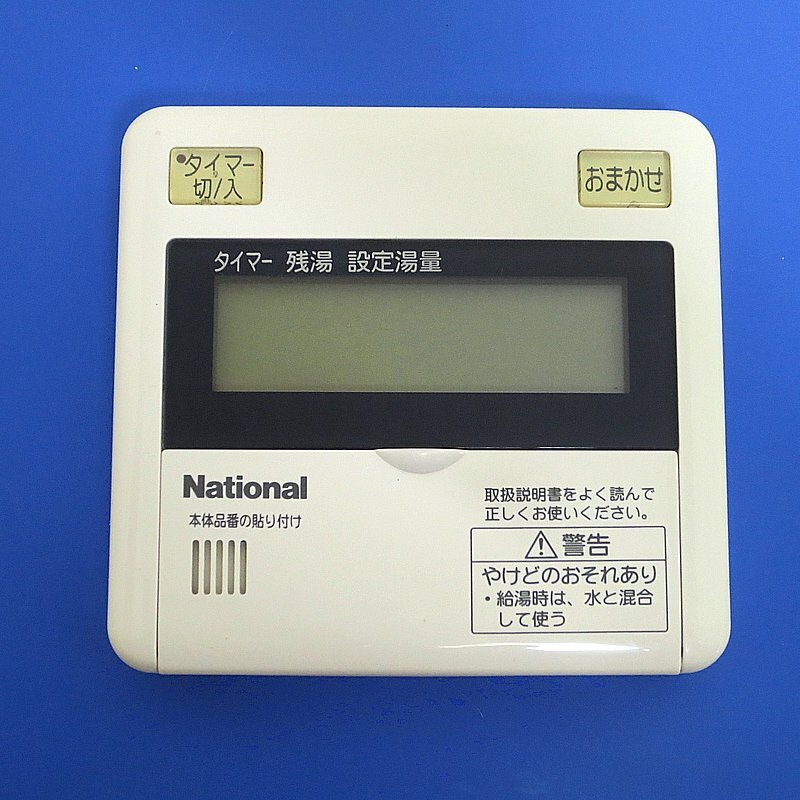 タイマー
切/入
おまかせ
タイマー 残湯 設定湯量
National
本体品番の貼り付け
取扱説明書をよく読んで
正しくお使いください。
⚠警告
やけどのおそれあり
・給湯時は、水と混合
して使う